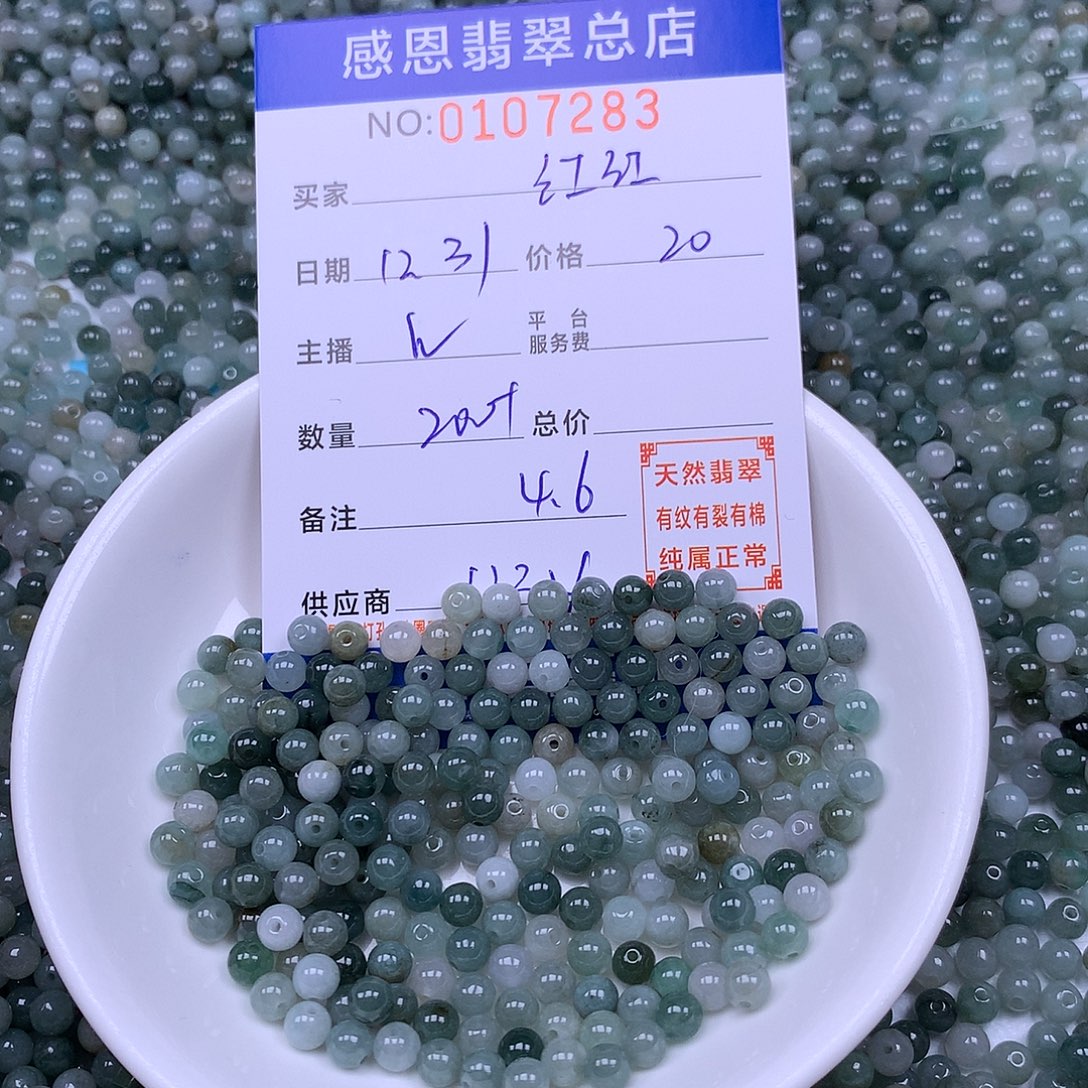 感恩翡翠总店
NO:0107283
买家 红红
日期 12 31 价格 20
主播
平台
服务费
数量 总价
备注 4.6
天然翡翠
有纹有裂有棉
纯属正常
供应商